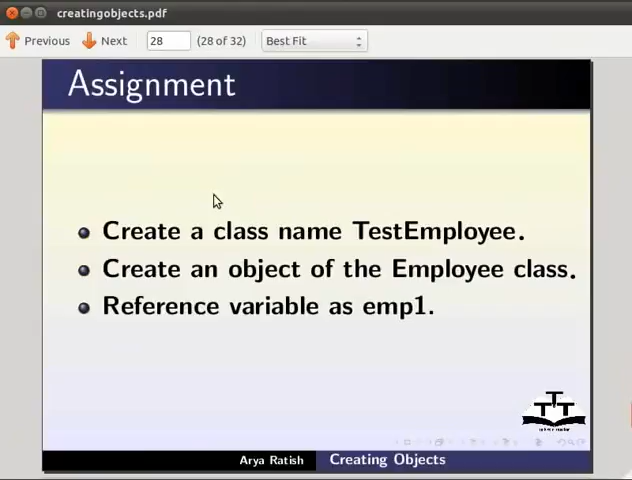 creatingobjects.pdf
Previous Next 28 (28 of 32) Best Fit
Assignment
Create a class name TestEmployee.
Create an object of the Employee class.
Reference variable as emp1.
Arya Ratish Creating Objects